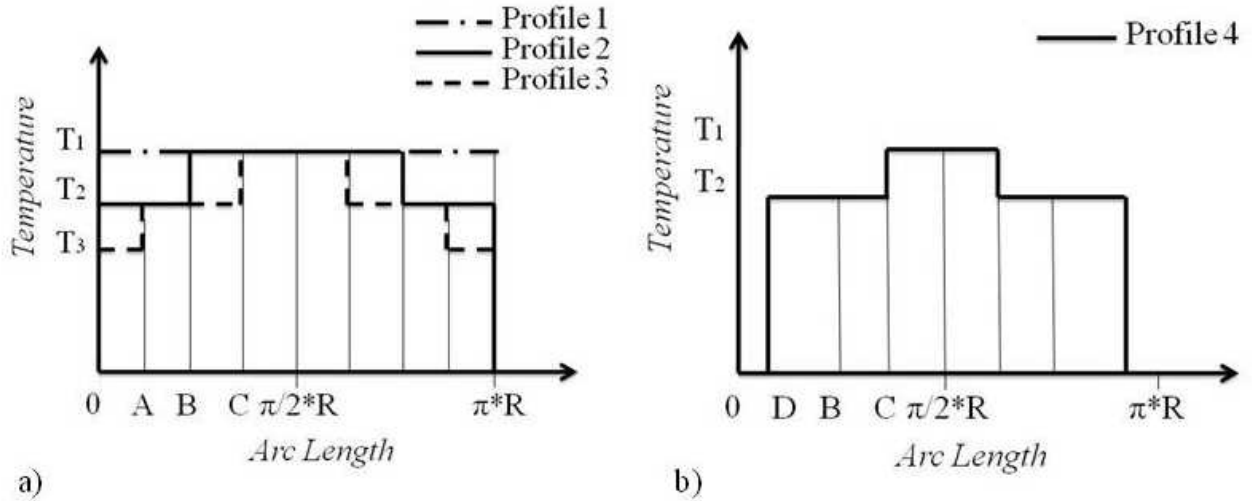 Profile 1
Profile 2
Profile 3
Temperature
T1
T2
T3
0 A B C π/2*R π*R
Arc Length
a)
Profile 4
Temperature
T1
T2
0 D B C π/2*R π*R
Arc Length
b)